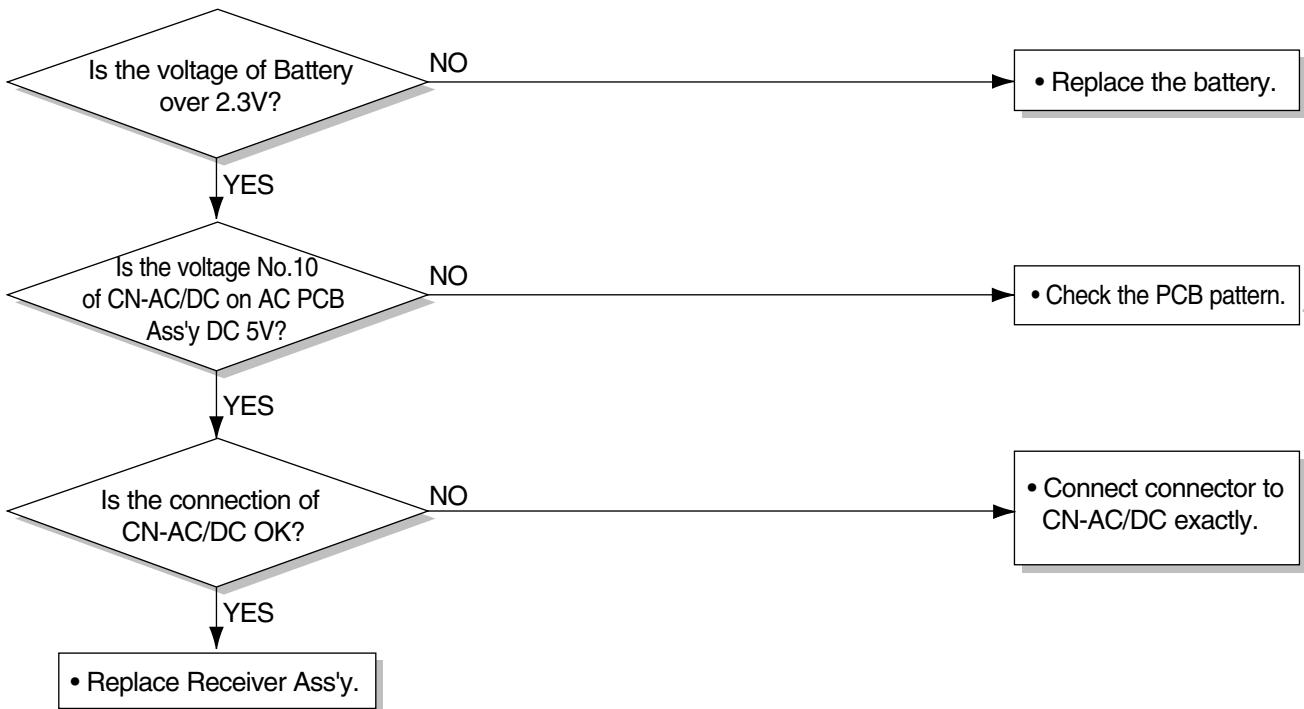 Is the voltage of Battery
over 2.3V?
NO
• Replace the battery.
YES
Is the voltage No.10
of CN-AC/DC on AC PCB
Ass'y DC 5V?
NO
• Check the PCB pattern.
YES
Is the connection of
CN-AC/DC OK?
NO
• Connect connector to
CN-AC/DC exactly.
YES
• Replace Receiver Ass'y.